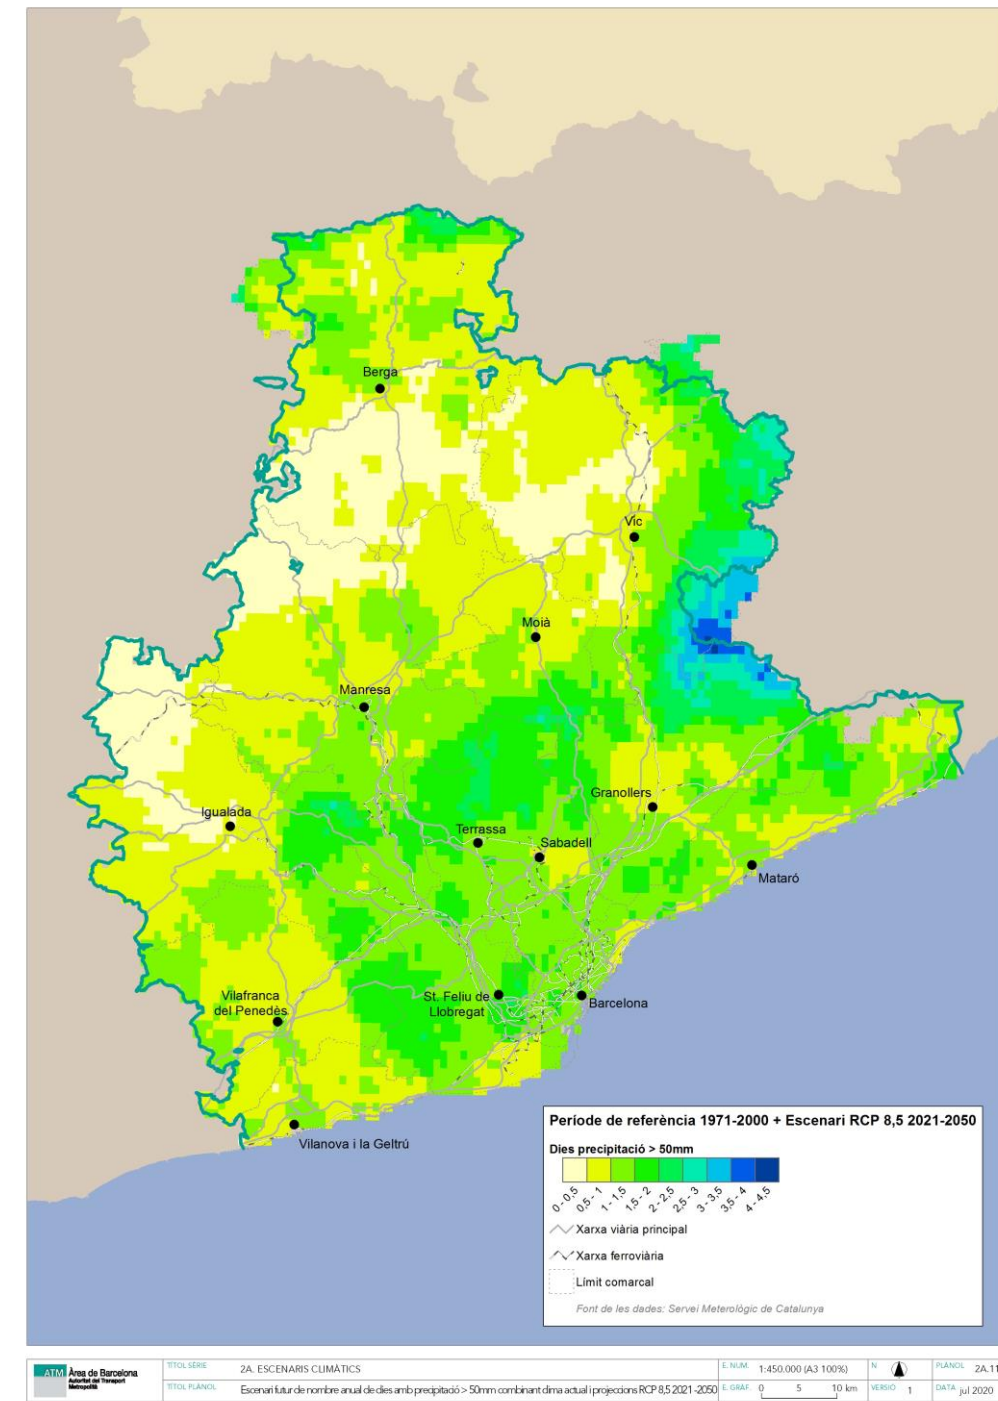 Berga
Vic
Moià
Manresa
Igualada
Granollers
Terrassa
Sabadell
Mataró
Vilafranca
del Penedès
St. Feliu de
Llobregat
Barcelona
Vilanova i la Geltrú
Període de referència 1971-2000 + Escenari RCP 8,5 2021-2050
Dies precipitació > 50mm
0 - 0,5
0,5 - 1
1 - 1,5
1,5 - 2
2 - 2,5
2,5 - 3
3 - 3,5
3,5 - 4
4 - 4,5
Xarxa viària principal
Xarxa ferroviària
Límit comarcal
Font de les dades: Servei Meterològic de Catalunya
ATM Àrea de Barcelona
Autoritat del Transport
Metropolità
TÍTOL SÈRIE 2A. ESCENARIS CLIMÀTICS
TÍTOL PLÀNOL Escenari futur de nombre anual de dies amb precipitació > 50mm combinant clima actual i projeccions RCP 8,5 2021 -2050
E. NUM. 1:450.000 (A3 100%)
E. GRÀF. 0 5 10 km
N
VERSIÓ 1
PLÀNOL 2A.11
DATA jul 2020